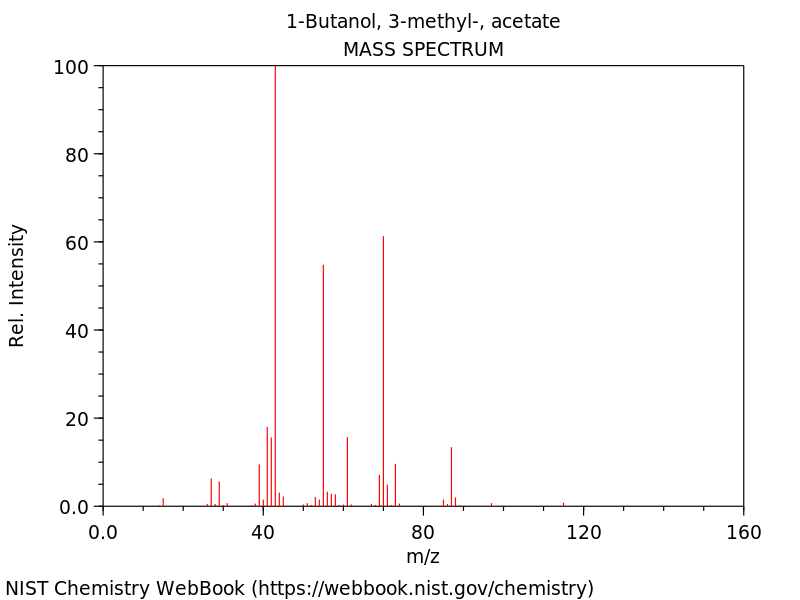 1-Butanol, 3-methyl-, acetate
MASS SPECTRUM
100
80
60
40
20
0.0
Rel. Intensity
0.0 40 80 120 160
m/z
NIST Chemistry WebBook (https://webbook.nist.gov/chemistry)